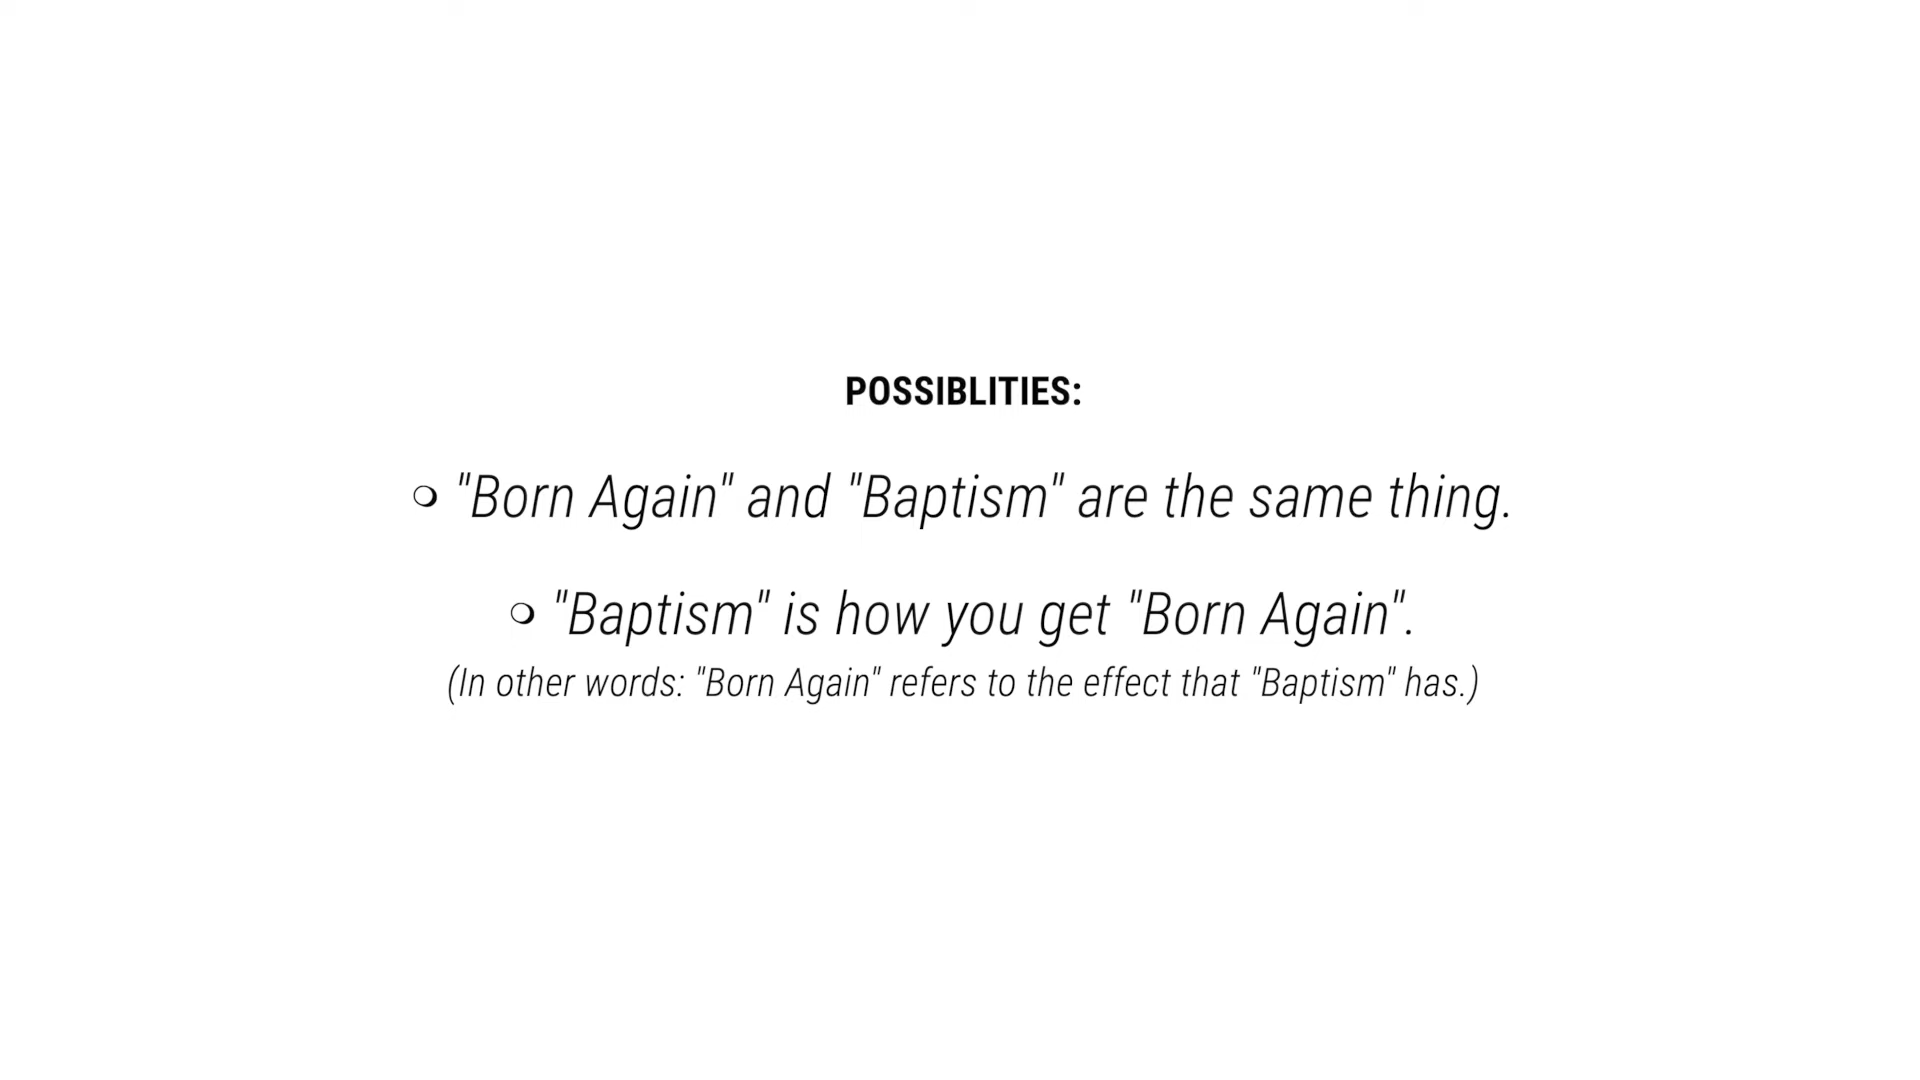 POSSIBLITIES:
❍ "Born Again" and "Baptism" are the same thing.
❍ "Baptism" is how you get "Born Again".
(In other words: "Born Again" refers to the effect that "Baptism" has.)